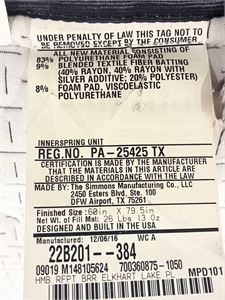 UNDER PENALTY OF LAW THIS TAG NOT TO
BE REMOVED EXCEPT BY THE CONSUMER
ALL NEW MATERIAL CONSISTING OF
83% POLYURETHANE FOAM PAD
9% BLENDED TEXTILE FIBER BATTING
(40% RAYON, 40% RAYON WITH
SILVER ADDITIVE; 20% POLYESTER)
8% FOAM PAD, VISCOELASTIC
POLYURETHANE
INNERSPRING UNIT
REG.NO. PA-25425 TX
CERTIFICATION IS MADE BY THE MANUFACTURER
THAT THE MATERIALS IN THIS ARTICLE ARE
DESCRIBED IN ACCORDANCE WITH LAW.
The Simmons Manufacturing Co., LLC
2450 Esters Blvd. Ste. 100
DFW Airport, TX 75261
Finished Size: 60in X 79.5in
Net Wt. of Fill Mat: 26 Lbs 13 Oz
DESIGNED AND BUILT IN THE USA
Manufactured: 12/06/16 WC A
22B201--384
09019 M148105624 700360875-1050
HMB RFPT BRR ELKHART LAKE PL MPD101